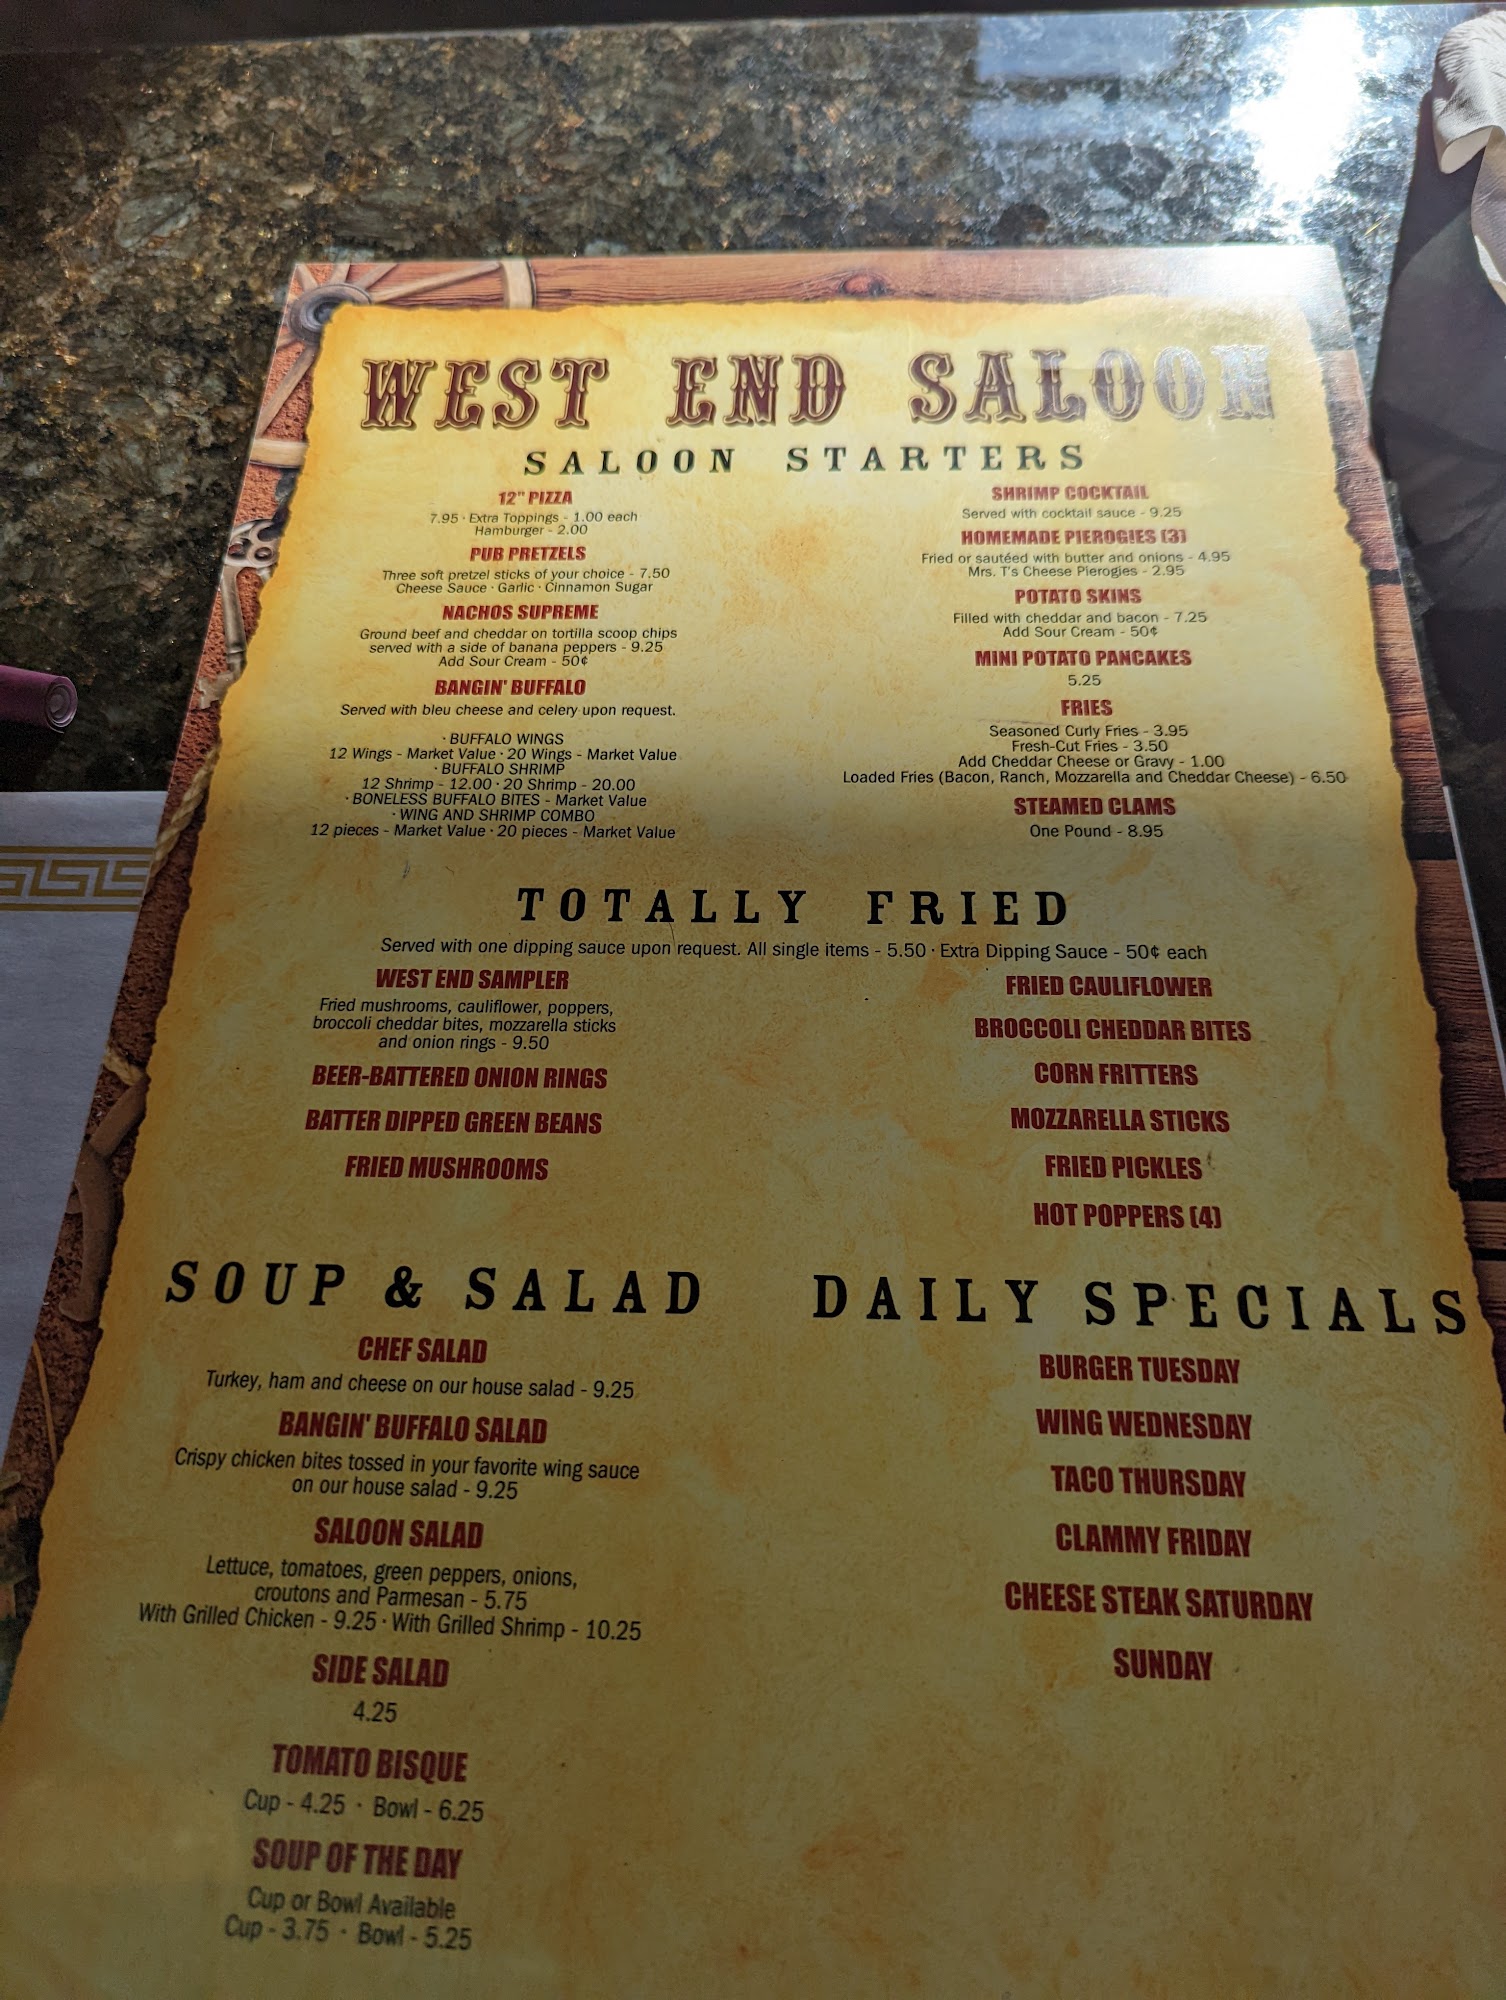 WEST END SALOON
SALOON STARTERS
12" PIZZA
7.95 · Extra Toppings - 1.00 each
Hamburger - 2.00
PUB PRETZELS
Three soft pretzel sticks of your choice - 7.50
Cheese Sauce · Garlic · Cinnamon Sugar
NACHOS SUPREME
Ground beef and cheddar on tortilla scoop chips
served with a side of banana peppers - 9.25
Add Sour Cream - 50¢
BANGIN' BUFFALO
Served with bleu cheese and celery upon request.
· BUFFALO WINGS
12 Wings - Market Value · 20 Wings - Market Value
· BUFFALO SHRIMP
12 Shrimp - 12.00 · 20 Shrimp - 20.00
· BONELESS BUFFALO BITES - Market Value
· WING AND SHRIMP COMBO
12 pieces - Market Value · 20 pieces - Market Value
SHRIMP COCKTAIL
Served with cocktail sauce - 9.25
HOMEMADE PIEROGIES (3)
Fried or sautéed with butter and onions - 4.95
Mrs. T's Cheese Pierogies - 2.95
POTATO SKINS
Filled with cheddar and bacon - 7.25
Add Sour Cream - 50¢
MINI POTATO PANCAKES
5.25
FRIES
Seasoned Curly Fries - 3.95
Fresh-Cut Fries - 3.50
Add Cheddar Cheese or Gravy - 1.00
Loaded Fries (Bacon, Ranch, Mozzarella and Cheddar Cheese) - 6.50
STEAMED CLAMS
One Pound - 8.95
TOTALLY FRIED
Served with one dipping sauce upon request. All single items - 5.50 · Extra Dipping Sauce - 50¢ each
WEST END SAMPLER
Fried mushrooms, cauliflower, poppers,
broccoli cheddar bites, mozzarella sticks
and onion rings - 9.50
BEER-BATTERED ONION RINGS
BATTER DIPPED GREEN BEANS
FRIED MUSHROOMS
FRIED CAULIFLOWER
BROCCOLI CHEDDAR BITES
CORN FRITTERS
MOZZARELLA STICKS
FRIED PICKLES
HOT POPPERS (4)
SOUP & SALAD
CHEF SALAD
Turkey, ham and cheese on our house salad - 9.25
BANGIN' BUFFALO SALAD
Crispy chicken bites tossed in your favorite wing sauce
on our house salad - 9.25
SALOON SALAD
Lettuce, tomatoes, green peppers, onions,
croutons and Parmesan - 5.75
With Grilled Chicken - 9.25 · With Grilled Shrimp - 10.25
SIDE SALAD
4.25
TOMATO BISQUE
Cup - 4.25 · Bowl - 6.25
SOUP OF THE DAY
Cup or Bowl Available
Cup - 3.75 · Bowl - 5.25
DAILY SPECIALS
BURGER TUESDAY
WING WEDNESDAY
TACO THURSDAY
CLAMMY FRIDAY
CHEESE STEAK SATURDAY
SUNDAY